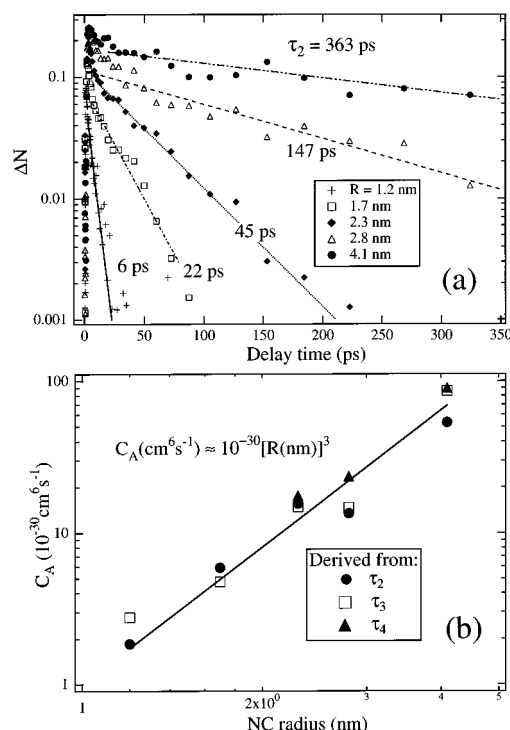 (a)
τ2 = 363 ps
147 ps
45 ps
22 ps
6 ps
R = 1.2 nm
1.7 nm
2.3 nm
2.8 nm
4.1 nm
ΔN
0.1
0.01
0.001
0 50 100 150 200 250 300 350
Delay time (ps)
CA(cm⁶s⁻¹) ≈ 10⁻³⁰[R(nm)]³
Derived from:
τ2
τ3
τ4
(b)
CA (10⁻³⁰cm⁶s⁻¹)
100
10
1
1 2x10⁰ 3 4 5
NC radius (nm)